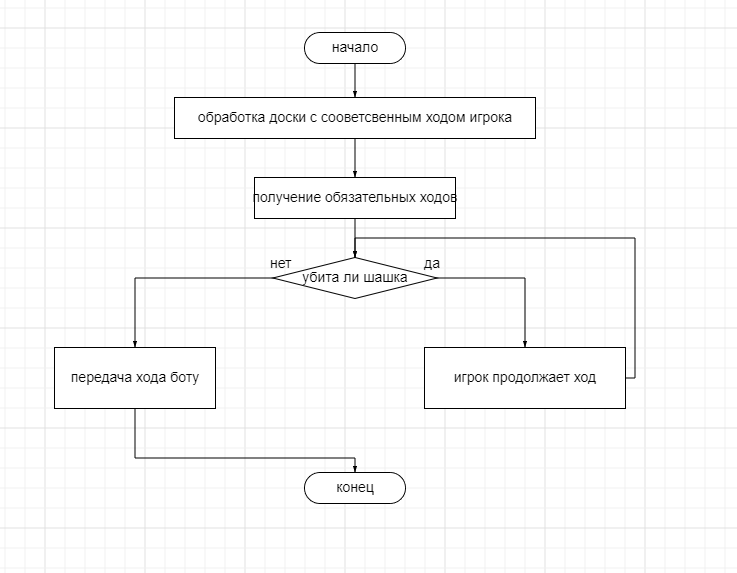 начало
обработка доски с сооветсвенным ходом игрока
получение обязательных ходов
нет
да
убита ли шашка
передача хода боту
игрок продолжает ход
конец